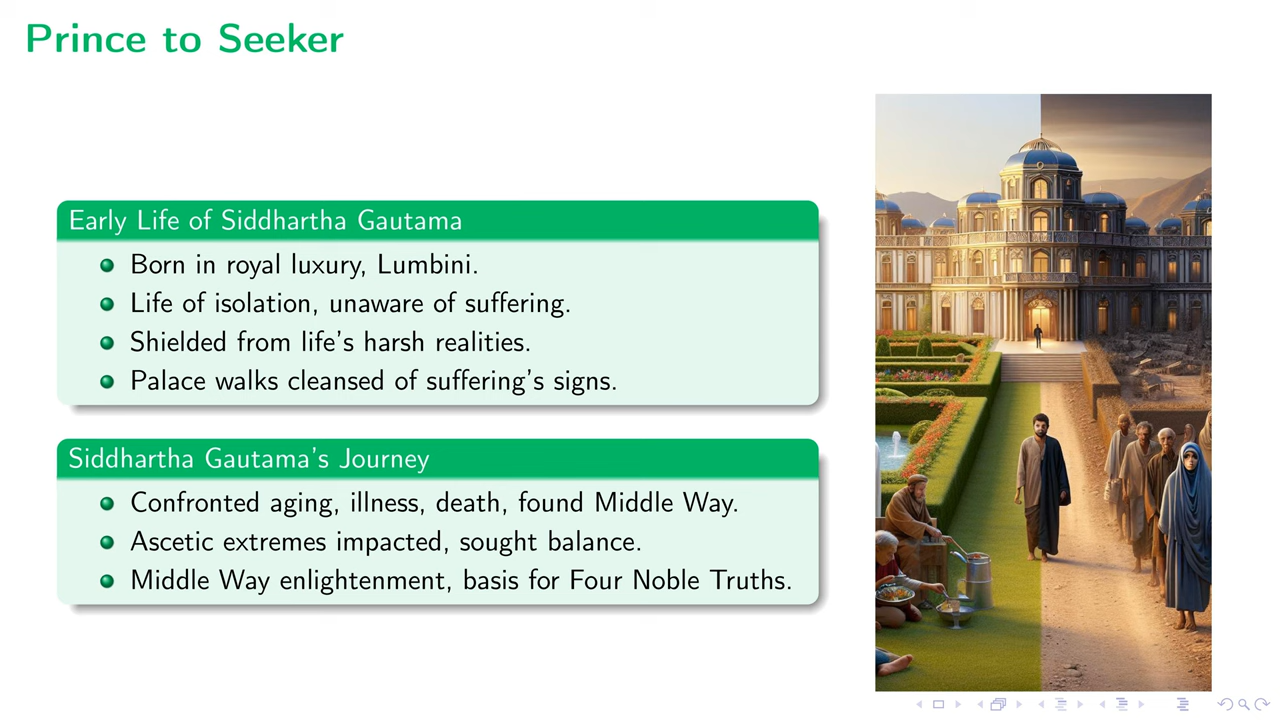 Prince to Seeker
Early Life of Siddhartha Gautama
Born in royal luxury, Lumbini.
Life of isolation, unaware of suffering.
Shielded from life's harsh realities.
Palace walks cleansed of suffering's signs.
Siddhartha Gautama's Journey
Confronted aging, illness, death, found Middle Way.
Ascetic extremes impacted, sought balance.
Middle Way enlightenment, basis for Four Noble Truths.